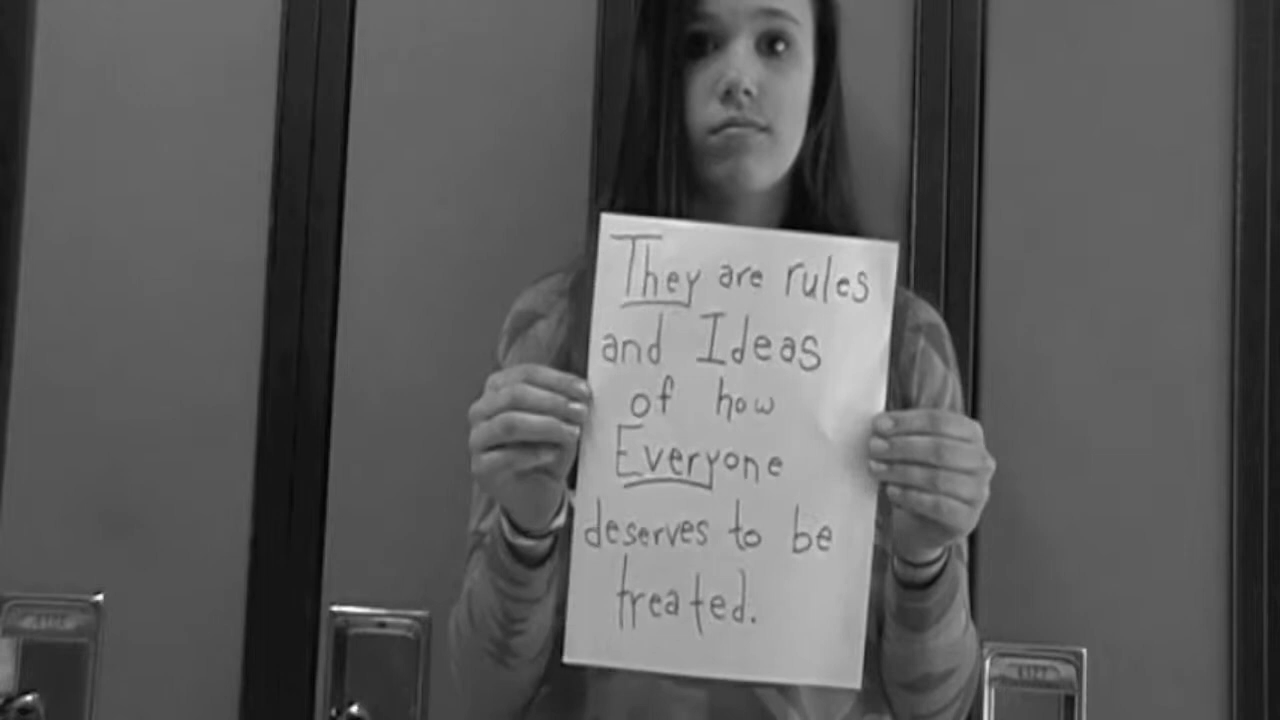 They are rules
and Ideas
of how
Everyone
deserves to be
treated.